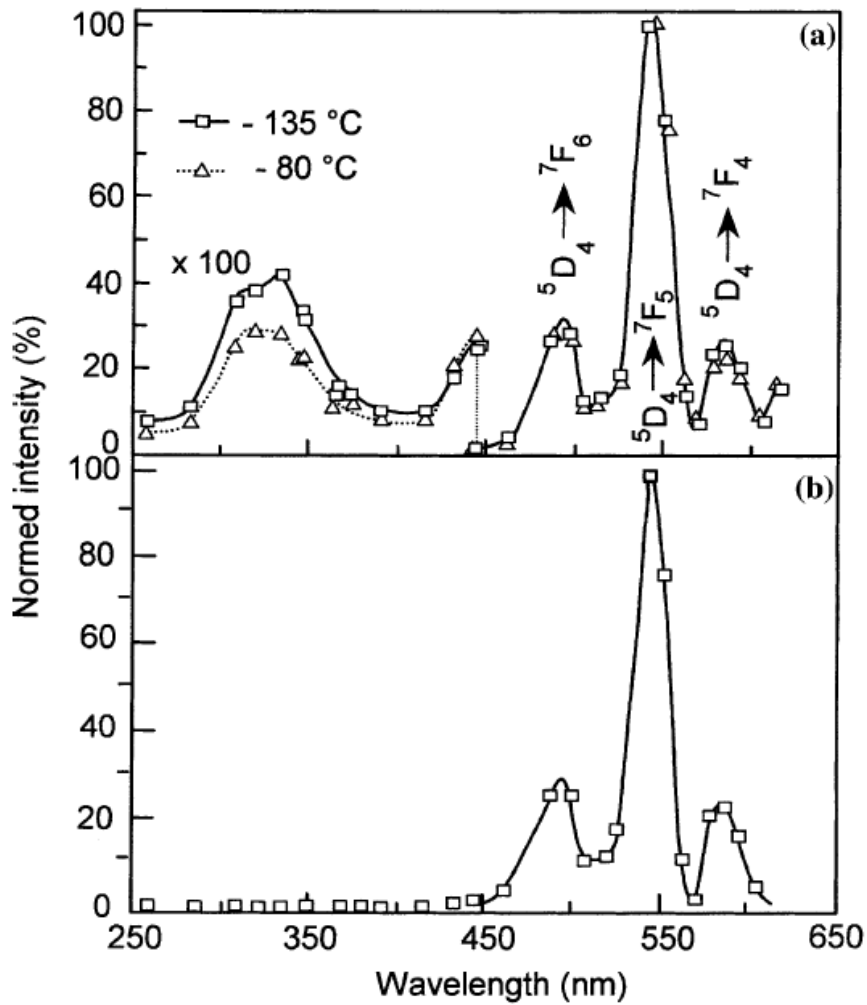 (a)
100
80
60
40
20
0
- 135 °C
- 80 °C
x 100
⁵D₄ → ⁷F₆
⁵D₄ → ⁷F₅
⁵D₄ → ⁷F₄
Normed intensity (%)
(b)
100
80
60
40
20
0
250 350 450 550 650
Wavelength (nm)